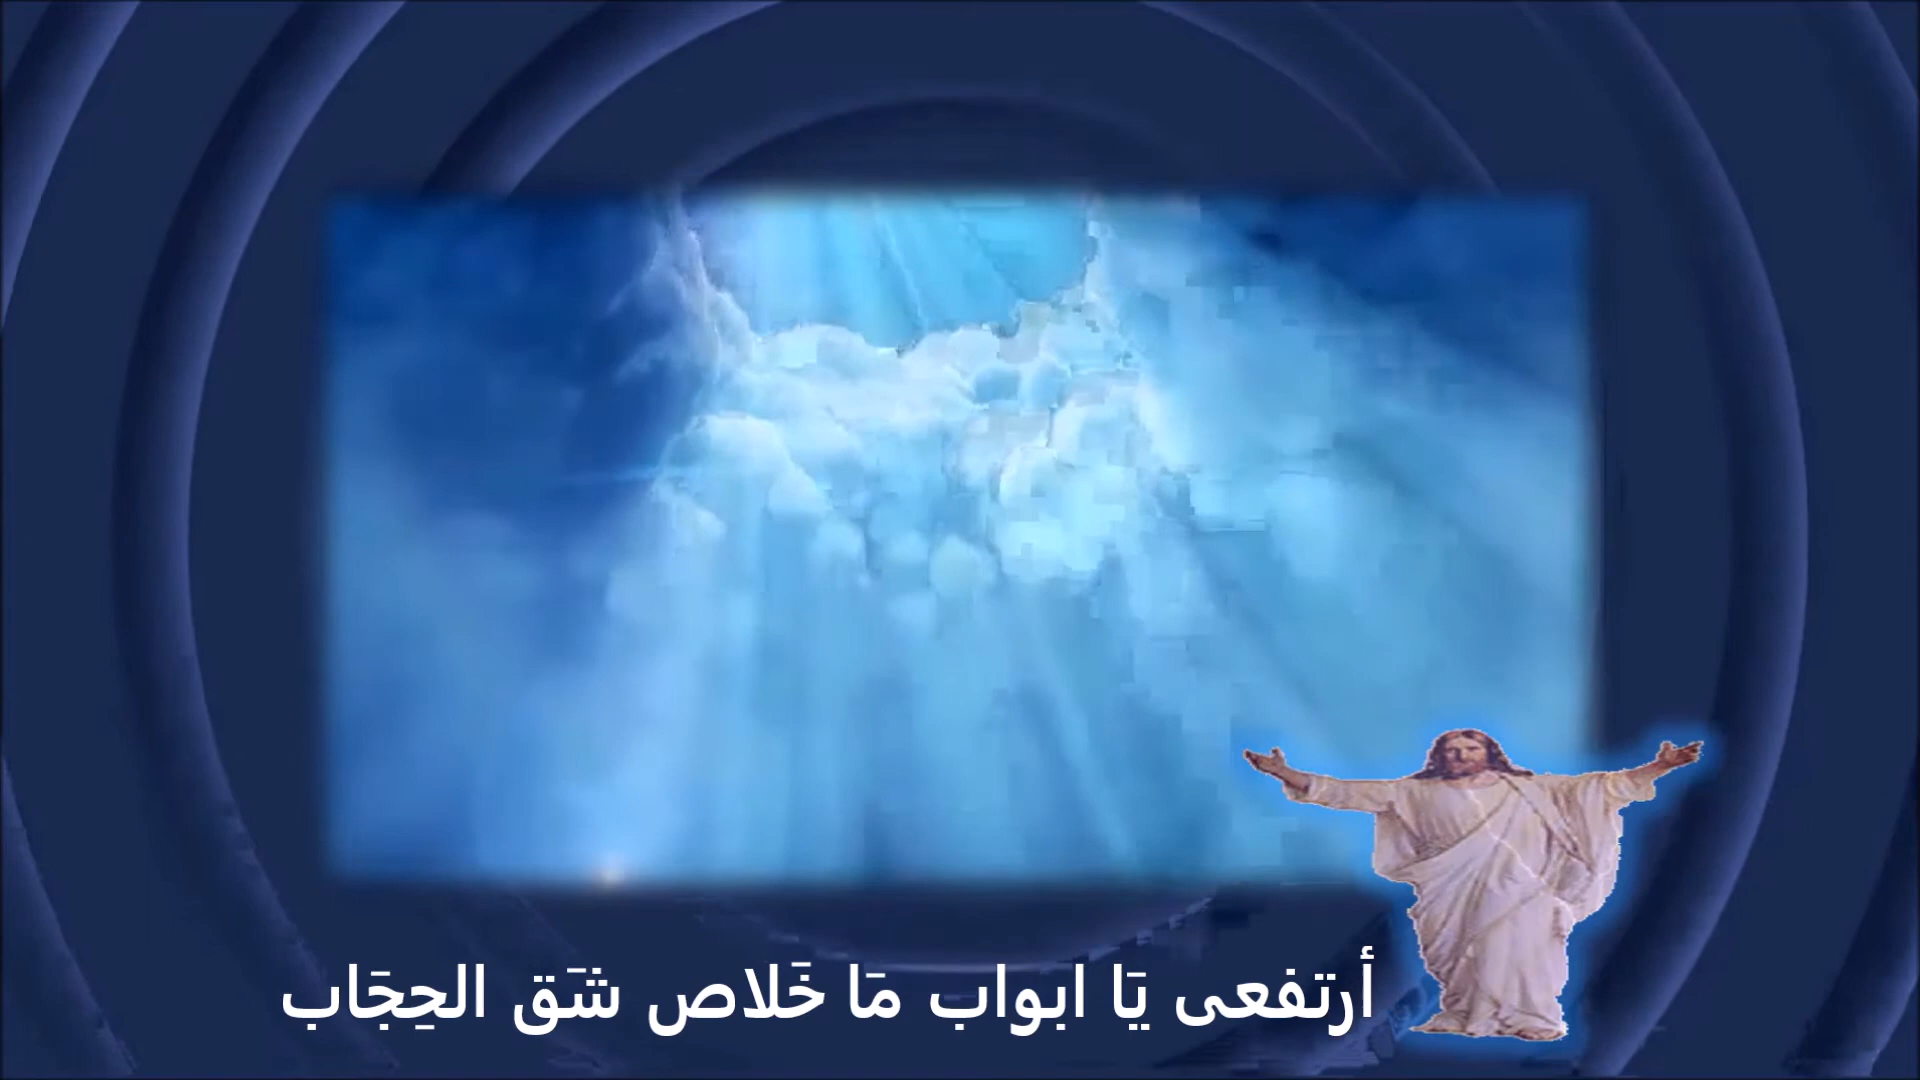 أرتفعى يَا ابواب مَا خَلاص شَق الحِجَاب